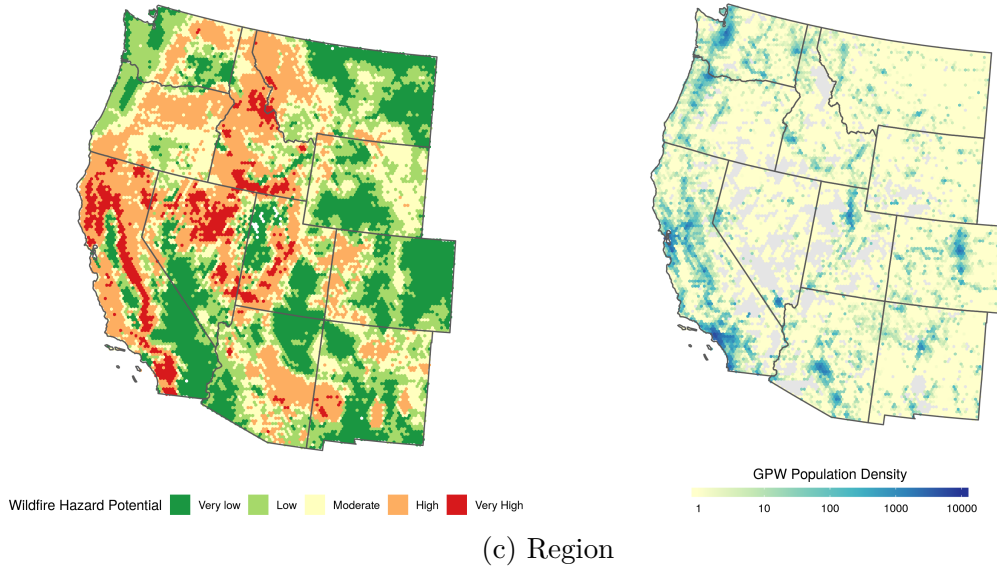 GPW Population Density
Wildfire Hazard Potential Very low Low Moderate High Very High
1 10 100 1000 10000
(c) Region